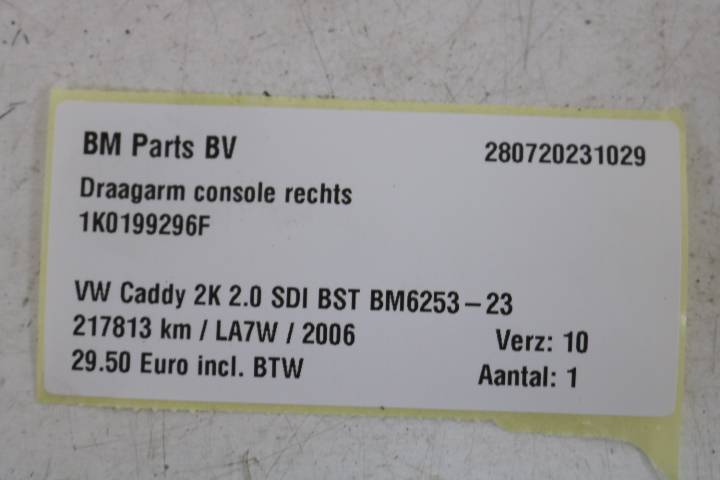 BM Parts BV 280720231029
Draagarm console rechts
1K0199296F
VW Caddy 2K 2.0 SDI BST BM6253-23
217813 km / LA7W / 2006 Verz: 10
29.50 Euro incl. BTW Aantal: 1